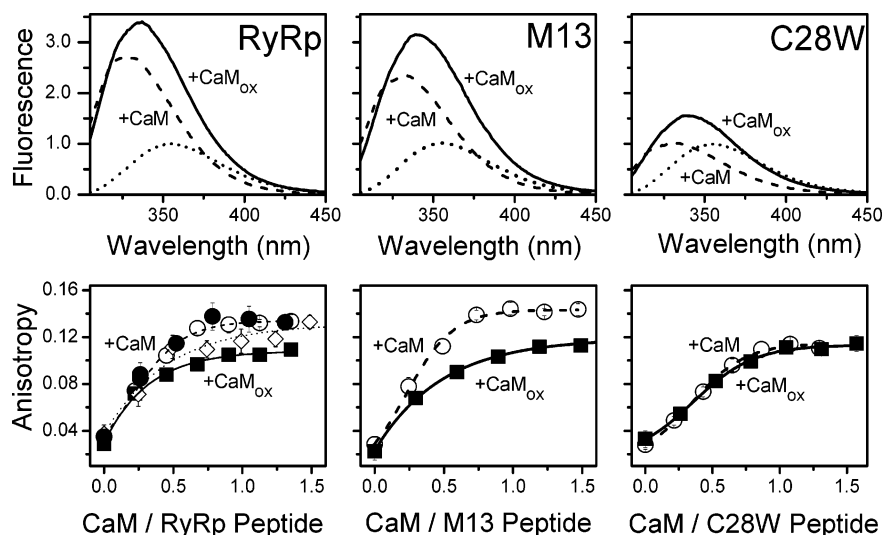 Fluorescence
3.0
2.0
1.0
0.0
RyRp
+CaMox
+CaM
350
400
450
Wavelength (nm)
M13
+CaMox
+CaM
350
400
450
Wavelength (nm)
C28W
+CaMox
+CaM
350
400
450
Wavelength (nm)
Anisotropy
0.16
0.12
0.08
0.04
+CaM
+CaMox
0.0
0.5
1.0
1.5
CaM / RyRp Peptide
+CaM
+CaMox
0.0
0.5
1.0
1.5
CaM / M13 Peptide
+CaM
+CaMox
0.0
0.5
1.0
1.5
CaM / C28W Peptide